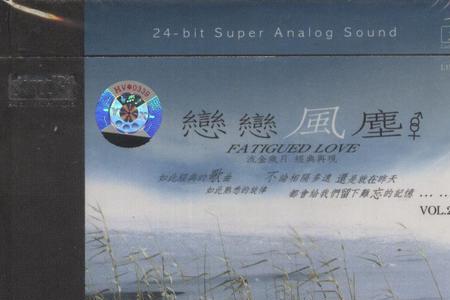 24-bit Super Analog Sound
HV●0339
戀戀風塵
FATIGUED LOVE
流金歲月 經典再現
如此經典的歌曲 不論相隔多遠 還是就在昨天
如此熟悉的旋律 都會給我們留下難忘的記憶 ... ...
VOL.2